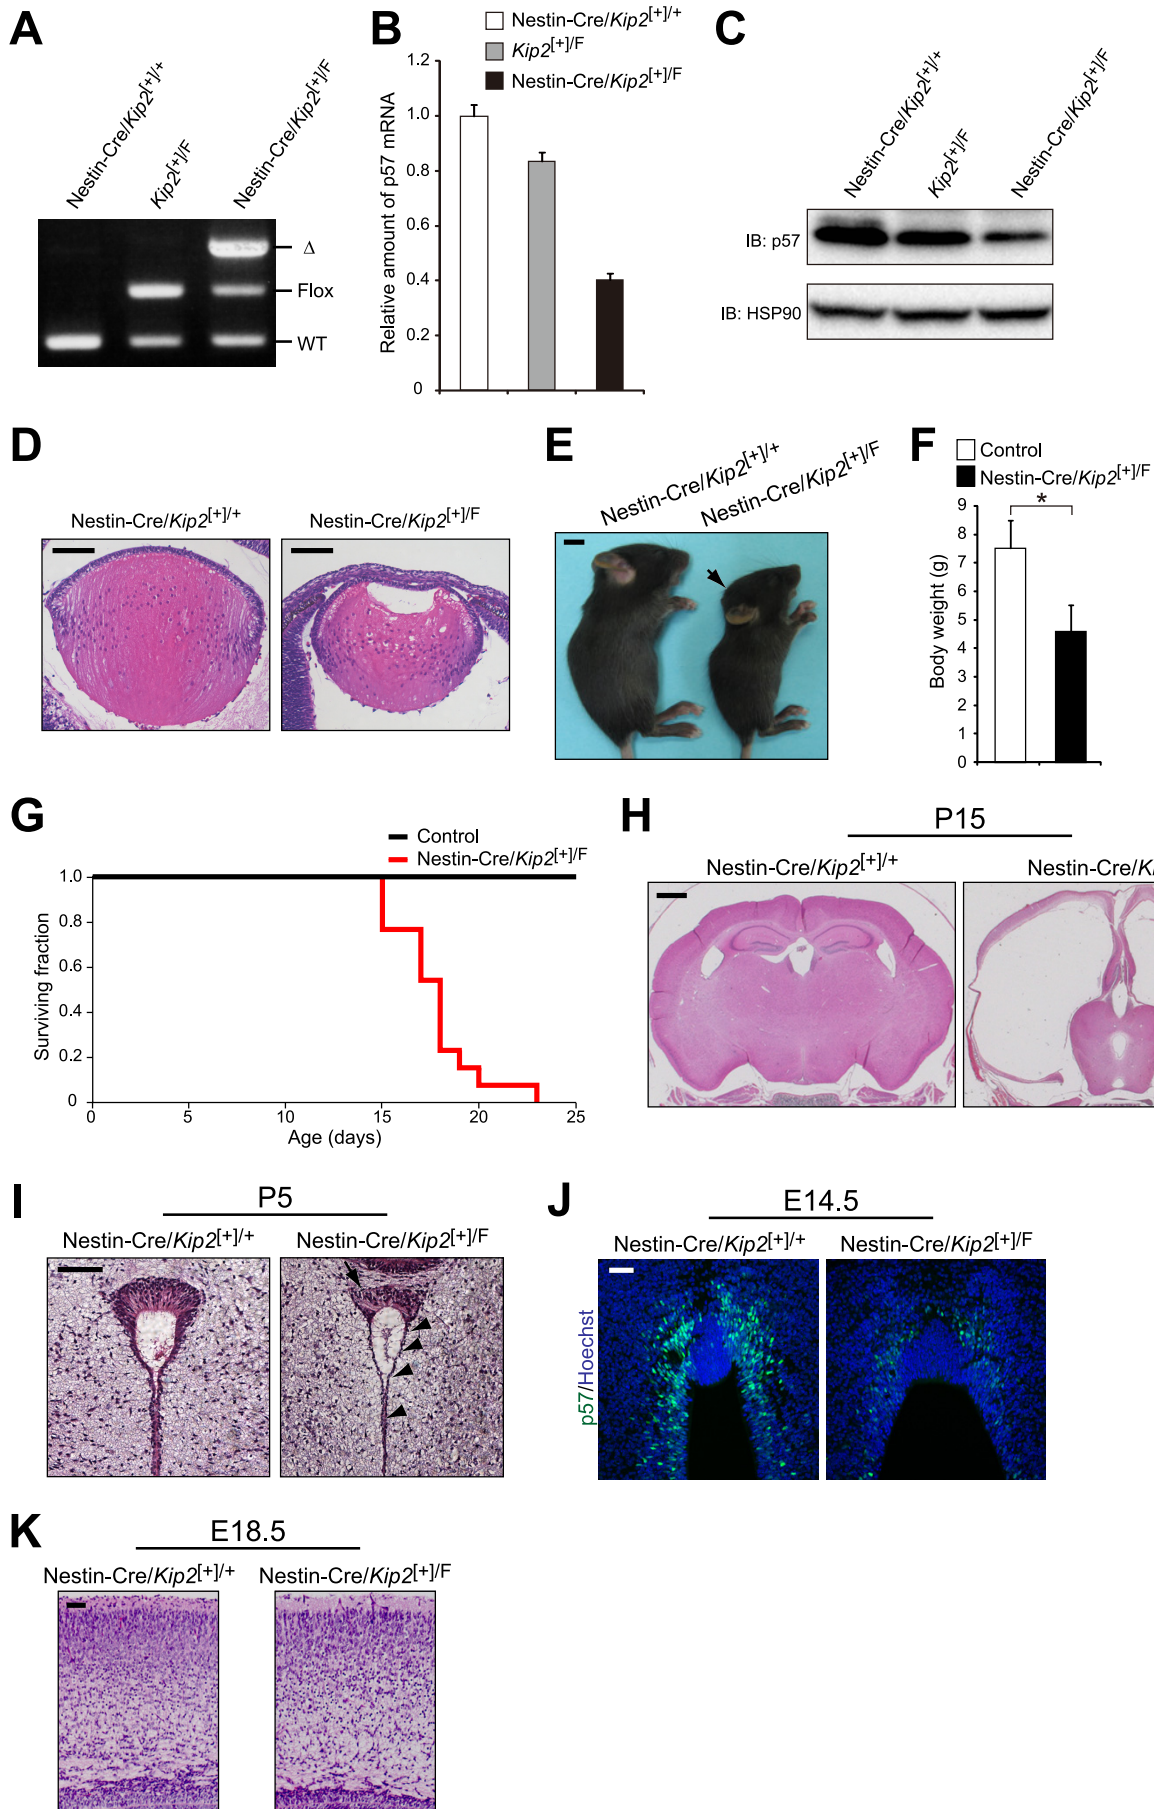 A
Nestin-Cre/Kip2[+]/+
Kip2[+]/F
Nestin-Cre/Kip2[+]/F
Δ
Flox
WT
B
Nestin-Cre/Kip2[+]/+
Kip2[+]/F
Nestin-Cre/Kip2[+]/F
Relative amount of p57 mRNA
1.2
1.0
0.8
0.6
0.4
0.2
0
C
Nestin-Cre/Kip2[+]/+
Kip2[+]/F
Nestin-Cre/Kip2[+]/F
IB: p57
IB: HSP90
D
Nestin-Cre/Kip2[+]/+
Nestin-Cre/Kip2[+]/F
E
Nestin-Cre/Kip2[+]/+
Nestin-Cre/Kip2[+]/F
F
Control
Nestin-Cre/Kip2[+]/F
*
Body weight (g)
9
8
7
6
5
4
3
2
1
0
G
Control
Nestin-Cre/Kip2[+]/F
Surviving fraction
1.0
0.8
0.6
0.4
0.2
0
0 5 10 15 20 25
Age (days)
H
P15
Nestin-Cre/Kip2[+]/+
Nestin-Cre/Ki
I
P5
Nestin-Cre/Kip2[+]/+
Nestin-Cre/Kip2[+]/F
J
E14.5
Nestin-Cre/Kip2[+]/+
Nestin-Cre/Kip2[+]/F
p57/Hoechst
K
E18.5
Nestin-Cre/Kip2[+]/+
Nestin-Cre/Kip2[+]/F